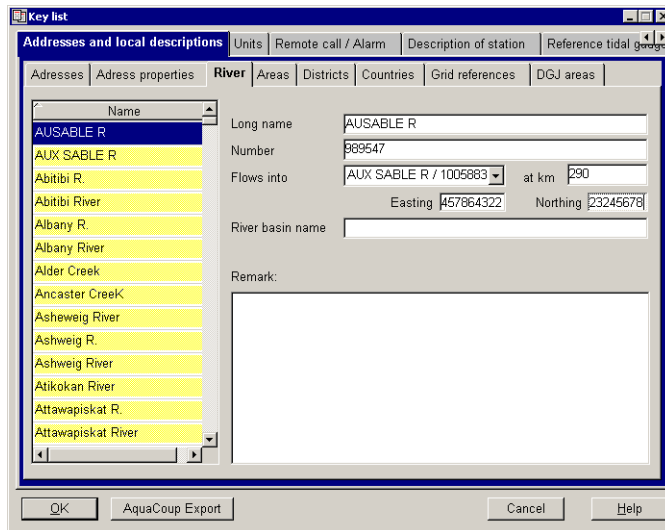 Key list
Addresses and local descriptions Units Remote call / Alarm Description of station Reference tidal gauge
Adresses Adress properties River Areas Districts Countries Grid references DGJ areas
Name
AUSABLE R
AUX SABLE R
Abitibi R.
Abitibi River
Albany R.
Albany River
Alder Creek
Ancaster CreeK
Asheweig River
Ashweig R.
Ashweig River
Atikokan River
Attawapiskat R.
Attawapiskat River
Long name AUSABLE R
Number 989547
Flows into AUX SABLE R / 1005883 at km 290
Easting 457864322 Northing 23245678
River basin name
Remark:
OK AquaCoup Export Cancel Help